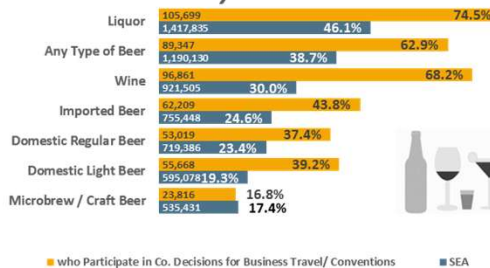 Liquor 105,699 74.5%
1,417,835 46.1%
Any Type of Beer 89,347 62.9%
1,190,130 38.7%
Wine 96,861 68.2%
921,505 30.0%
Imported Beer 62,209 43.8%
755,448 24.6%
Domestic Regular Beer 53,019 37.4%
719,386 23.4%
Domestic Light Beer 55,668 39.2%
595,078 19.3%
Microbrew / Craft Beer 23,816 16.8%
535,431 17.4%
who Participate in Co. Decisions for Business Travel/ Conventions SEA